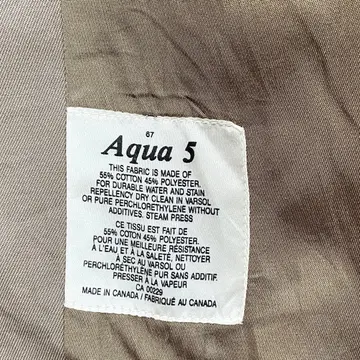 67
Aqua 5
THIS FABRIC IS MADE OF
55% COTTON 45% POLYESTER.
FOR DURABLE WATER AND STAIN
REPELLENCY DRY CLEAN IN VARSOL
OR PURE PERCHLORETHYLENE WITHOUT
ADDITIVES. STEAM PRESS
CE TISSU EST FAIT DE
55% COTON 45% POLYESTER.
POUR UNE MEILLEURE RÉSISTANCE
À L'EAU ET À LA SALETÉ, NETTOYER
A SEC AU VARSOL OU
PERCHLORÉTHYLÈNE PUR SANS ADDITIF.
PRESSER À LA VAPEUR
CA 00229
MADE IN CANADA / FABRIQUÉ AU CANADA